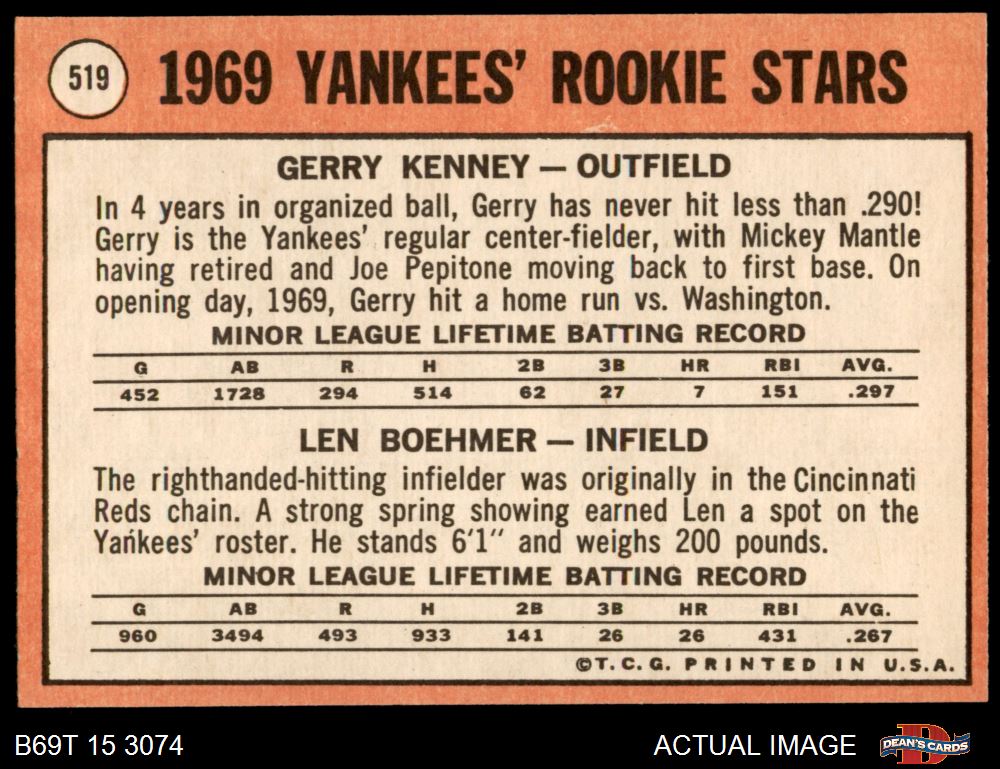 519
1969 YANKEES' ROOKIE STARS
GERRY KENNEY — OUTFIELD
In 4 years in organized ball, Gerry has never hit less than .290!
Gerry is the Yankees' regular center-fielder, with Mickey Mantle
having retired and Joe Pepitone moving back to first base. On
opening day, 1969, Gerry hit a home run vs. Washington.
MINOR LEAGUE LIFETIME BATTING RECORD
G AB R H 2B 3B HR RBI AVG.
452 1728 294 514 62 27 7 151 .297
LEN BOEHMER — INFIELD
The righthanded-hitting infielder was originally in the Cincinnati
Reds chain. A strong spring showing earned Len a spot on the
Yankees' roster. He stands 6'1" and weighs 200 pounds.
MINOR LEAGUE LIFETIME BATTING RECORD
G AB R H 2B 3B HR RBI AVG.
960 3494 493 933 141 26 26 431 .267
©T.C.G. PRINTED IN U.S.A.
B69T 15 3074
ACTUAL IMAGE
DEAN'S CARDS